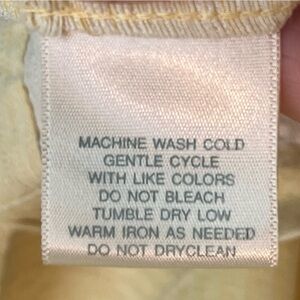 MACHINE WASH COLD
GENTLE CYCLE
WITH LIKE COLORS
DO NOT BLEACH
TUMBLE DRY LOW
WARM IRON AS NEEDED
DO NOT DRYCLEAN